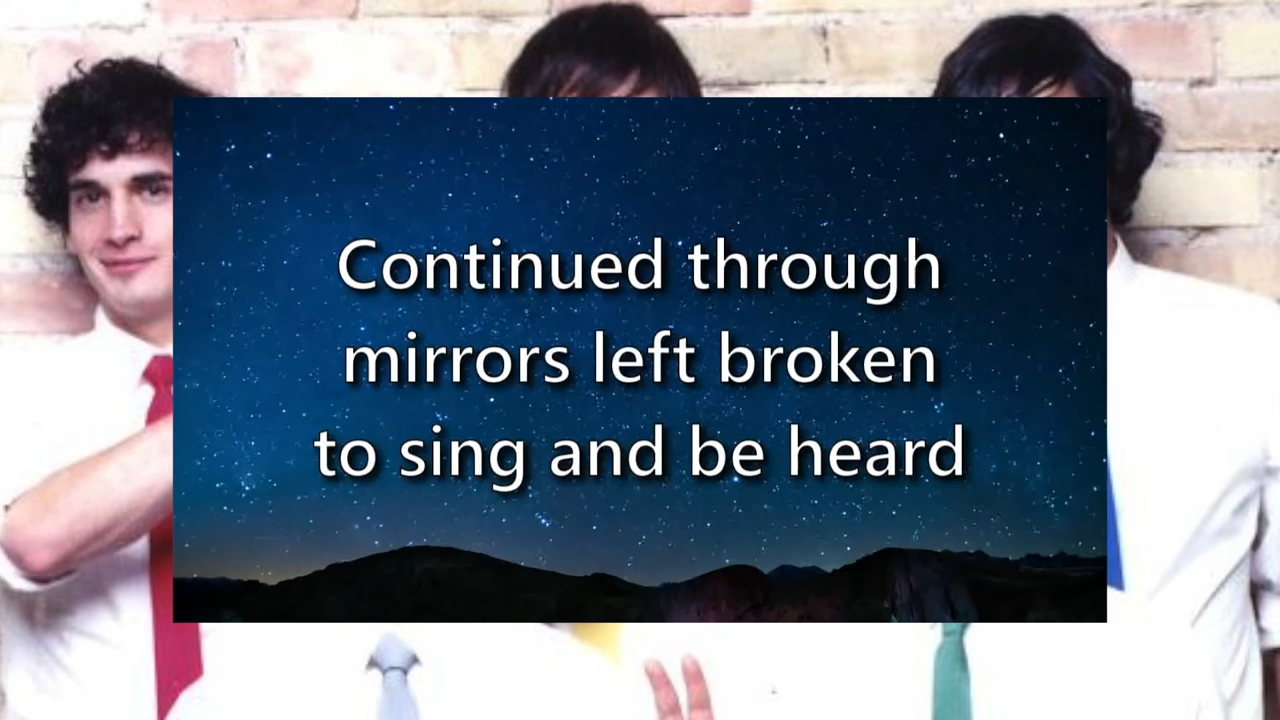 Continued through
mirrors left broken
to sing and be heard